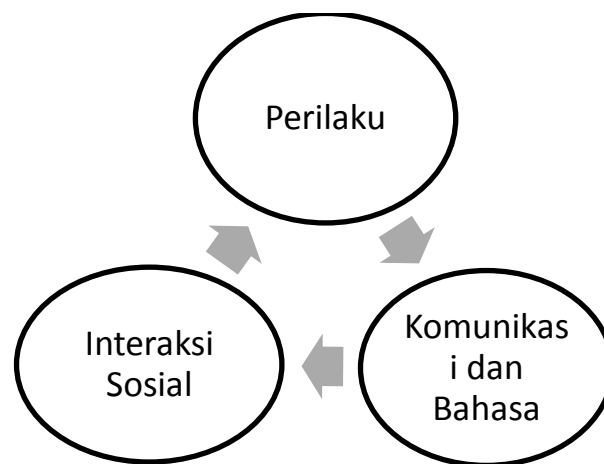 Perilaku
Interaksi
Sosial
Komunikas
i dan
Bahasa